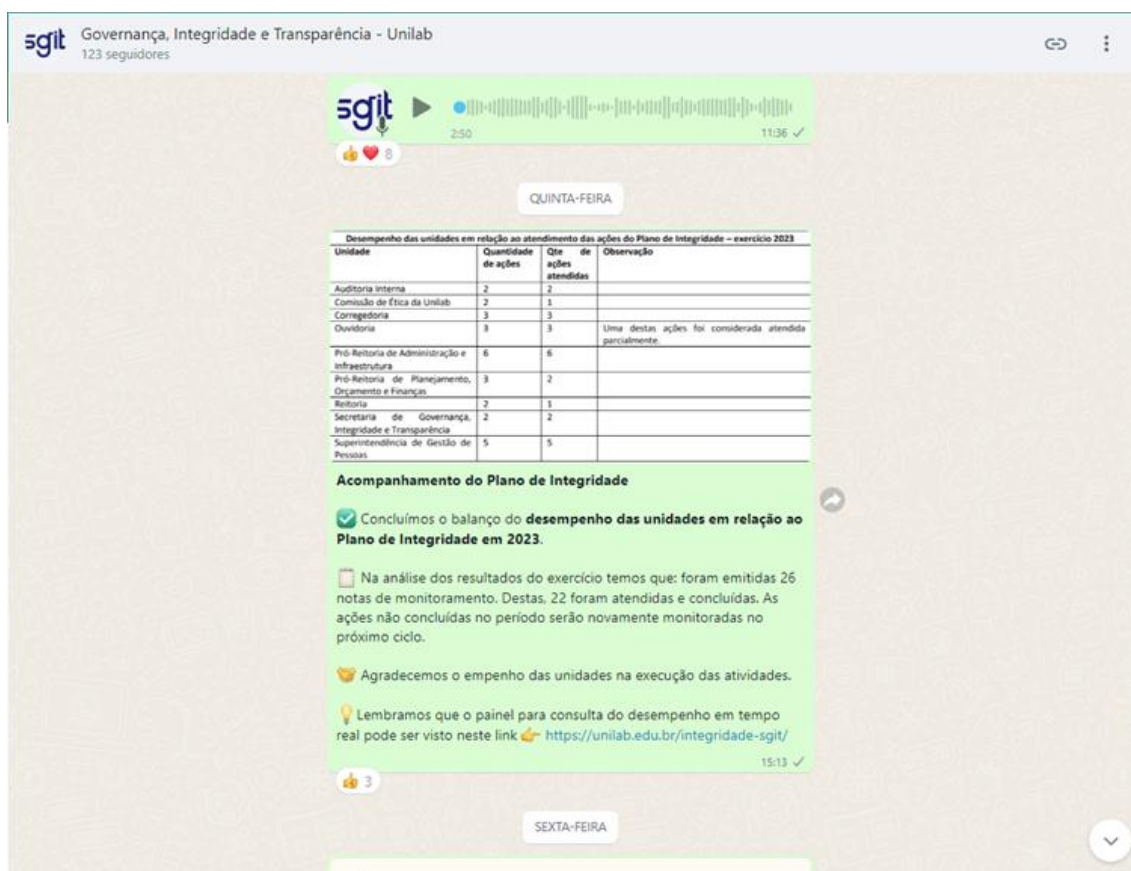 sgit
Governança, Integridade e Transparência - Unilab
123 seguidores
sgit
2:50
11:36
8
QUINTA-FEIRA
Desempenho das unidades em relação ao atendimento das ações do Plano de Integridade – exercício 2023
Unidade Quantidade de ações Qte de ações atendidas Observação
Auditoria Interna 2 2
Comissão de Ética da Unilab 2 1
Corregedoria 3 3
Ouvidoria 3 3 Uma destas ações foi considerada atendida parcialmente.
Pró-Reitoria de Administração e Infraestrutura 6 6
Pró-Reitoria de Planejamento, Orçamento e Finanças 3 2
Reitoria 2 1
Secretaria de Governança, Integridade e Transparência 2 2
Superintendência de Gestão de Pessoas 5 5
Acompanhamento do Plano de Integridade
✅ Concluímos o balanço do desempenho das unidades em relação ao
Plano de Integridade em 2023.
🗒️ Na análise dos resultados do exercício temos que: foram emitidas 26
notas de monitoramento. Destas, 22 foram atendidas e concluídas. As
ações não concluídas no período serão novamente monitoradas no
próximo ciclo.
🤝 Agradecemos o empenho das unidades na execução das atividades.
💡 Lembramos que o painel para consulta do desempenho em tempo
real pode ser visto neste link 👉 https://unilab.edu.br/integridade-sgit/
15:13
3
SEXTA-FEIRA